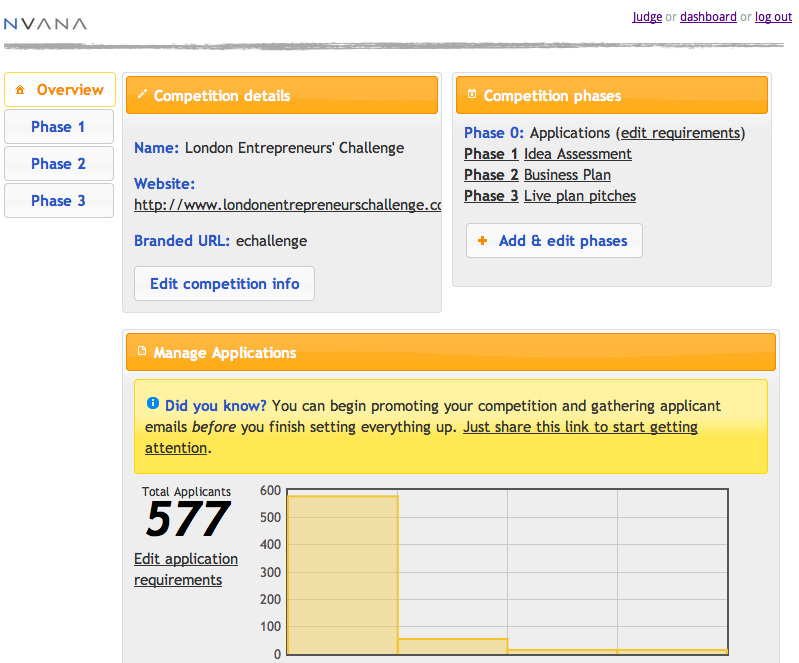 NVANA
Judge or dashboard or log out
Overview
Phase 1
Phase 2
Phase 3
Competition details
Name: London Entrepreneurs' Challenge
Website:
http://www.londonentrepreneurschallenge.co
Branded URL: echallenge
Edit competition info
Competition phases
Phase 0: Applications (edit requirements)
Phase 1 Idea Assessment
Phase 2 Business Plan
Phase 3 Live plan pitches
Add & edit phases
Manage Applications
Did you know? You can begin promoting your competition and gathering applicant
emails before you finish setting everything up. Just share this link to start getting
attention.
Total Applicants
577
Edit application
requirements
600
500
400
300
200
100
0